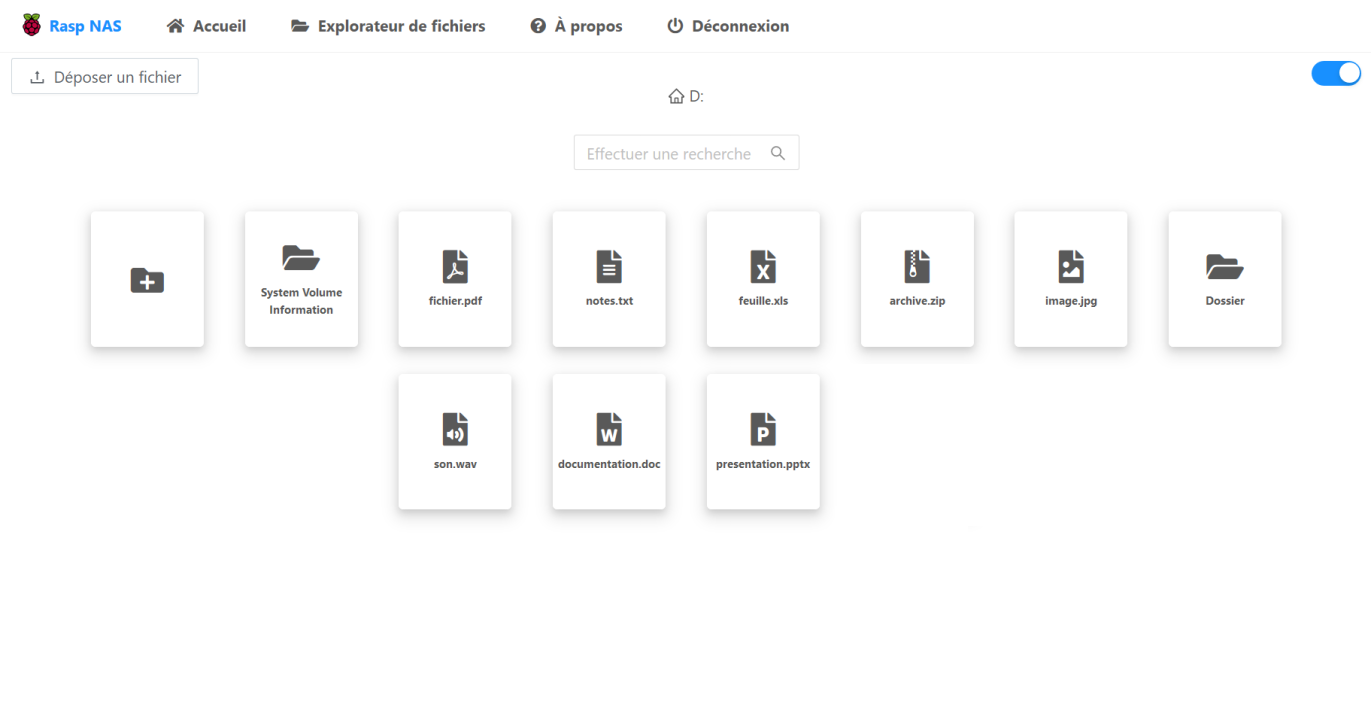 Rasp NAS
Accueil
Explorateur de fichiers
À propos
Déconnexion
Déposer un fichier
D:
Effectuer une recherche
System Volume
Information
fichier.pdf
notes.txt
feuille.xls
archive.zip
image.jpg
Dossier
son.wav
documentation.doc
presentation.pptx